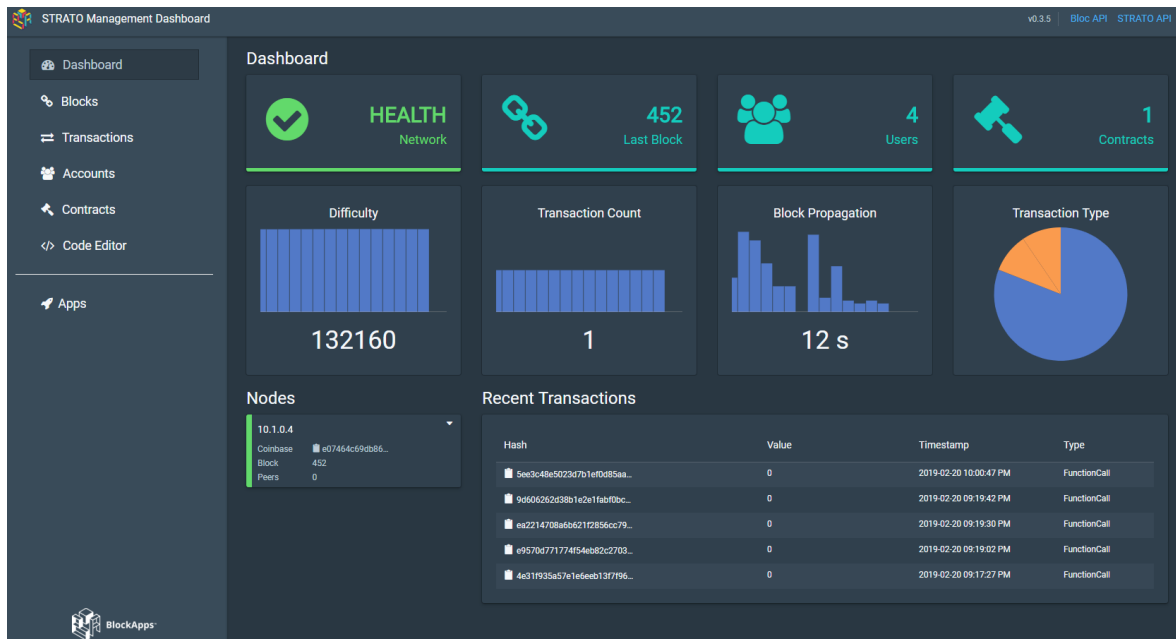 STRATO Management Dashboard
v0.3.5 Bloc API STRATO API
Dashboard
Blocks
Transactions
Accounts
Contracts
Code Editor
Apps
BlockApps
Dashboard
HEALTH
Network
452
Last Block
4
Users
1
Contracts
Difficulty
132160
Transaction Count
1
Block Propagation
12 s
Transaction Type
Nodes
10.1.0.4
Coinbase e07464c69db86...
Block 452
Peers 0
Recent Transactions
Hash Value Timestamp Type
5ee3c48e5023d7b1ef0d85aa... 0 2019-02-20 10:00:47 PM FunctionCall
9d606262d38b1e2e1fabf0bc... 0 2019-02-20 09:19:42 PM FunctionCall
ea2214708a6b621f2856cc79... 0 2019-02-20 09:19:30 PM FunctionCall
e9570d771774f54eb82c2703... 0 2019-02-20 09:19:02 PM FunctionCall
4e31f935a57e1e6eeb13f7f96... 0 2019-02-20 09:17:27 PM FunctionCall